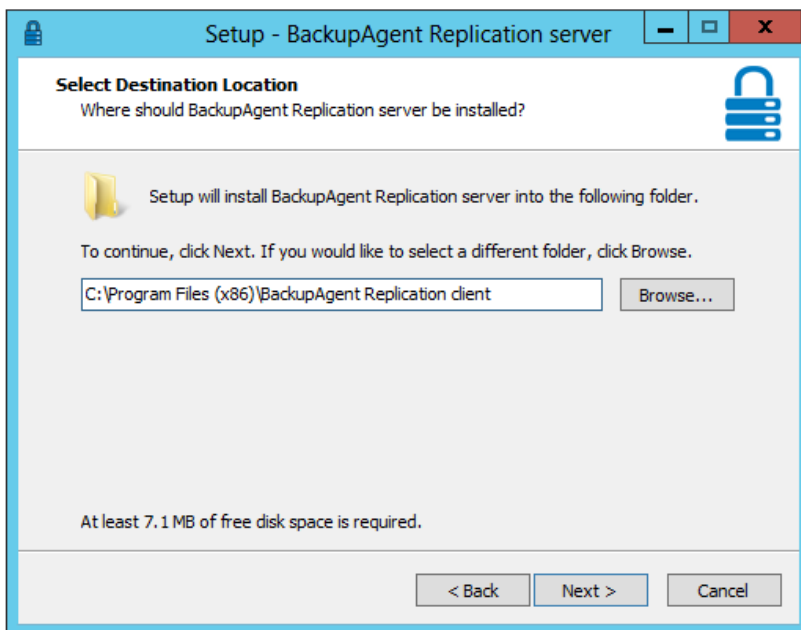 Setup - BackupAgent Replication server
x
Select Destination Location
Where should BackupAgent Replication server be installed?
Setup will install BackupAgent Replication server into the following folder.
To continue, click Next. If you would like to select a different folder, click Browse.
C:\Program Files (x86)\BackupAgent Replication client
Browse...
At least 7.1 MB of free disk space is required.
< Back Next > Cancel